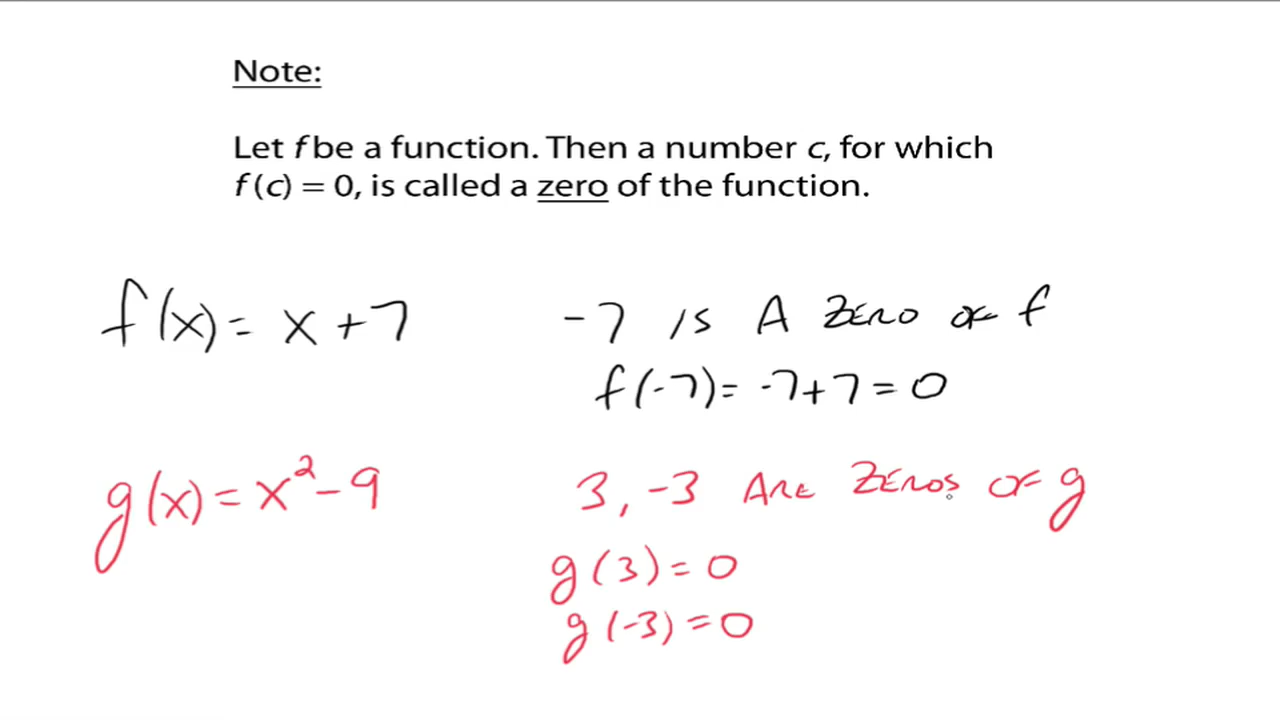 Note:
Let f be a function. Then a number c, for which
f(c) = 0, is called a zero of the function.
f(x) = x + 7
-7 is A ZERO OF f
f(-7) = -7+7 = 0
g(x) = x² - 9
3, -3 ARE ZEROS OF g
g(3) = 0
g(-3) = 0